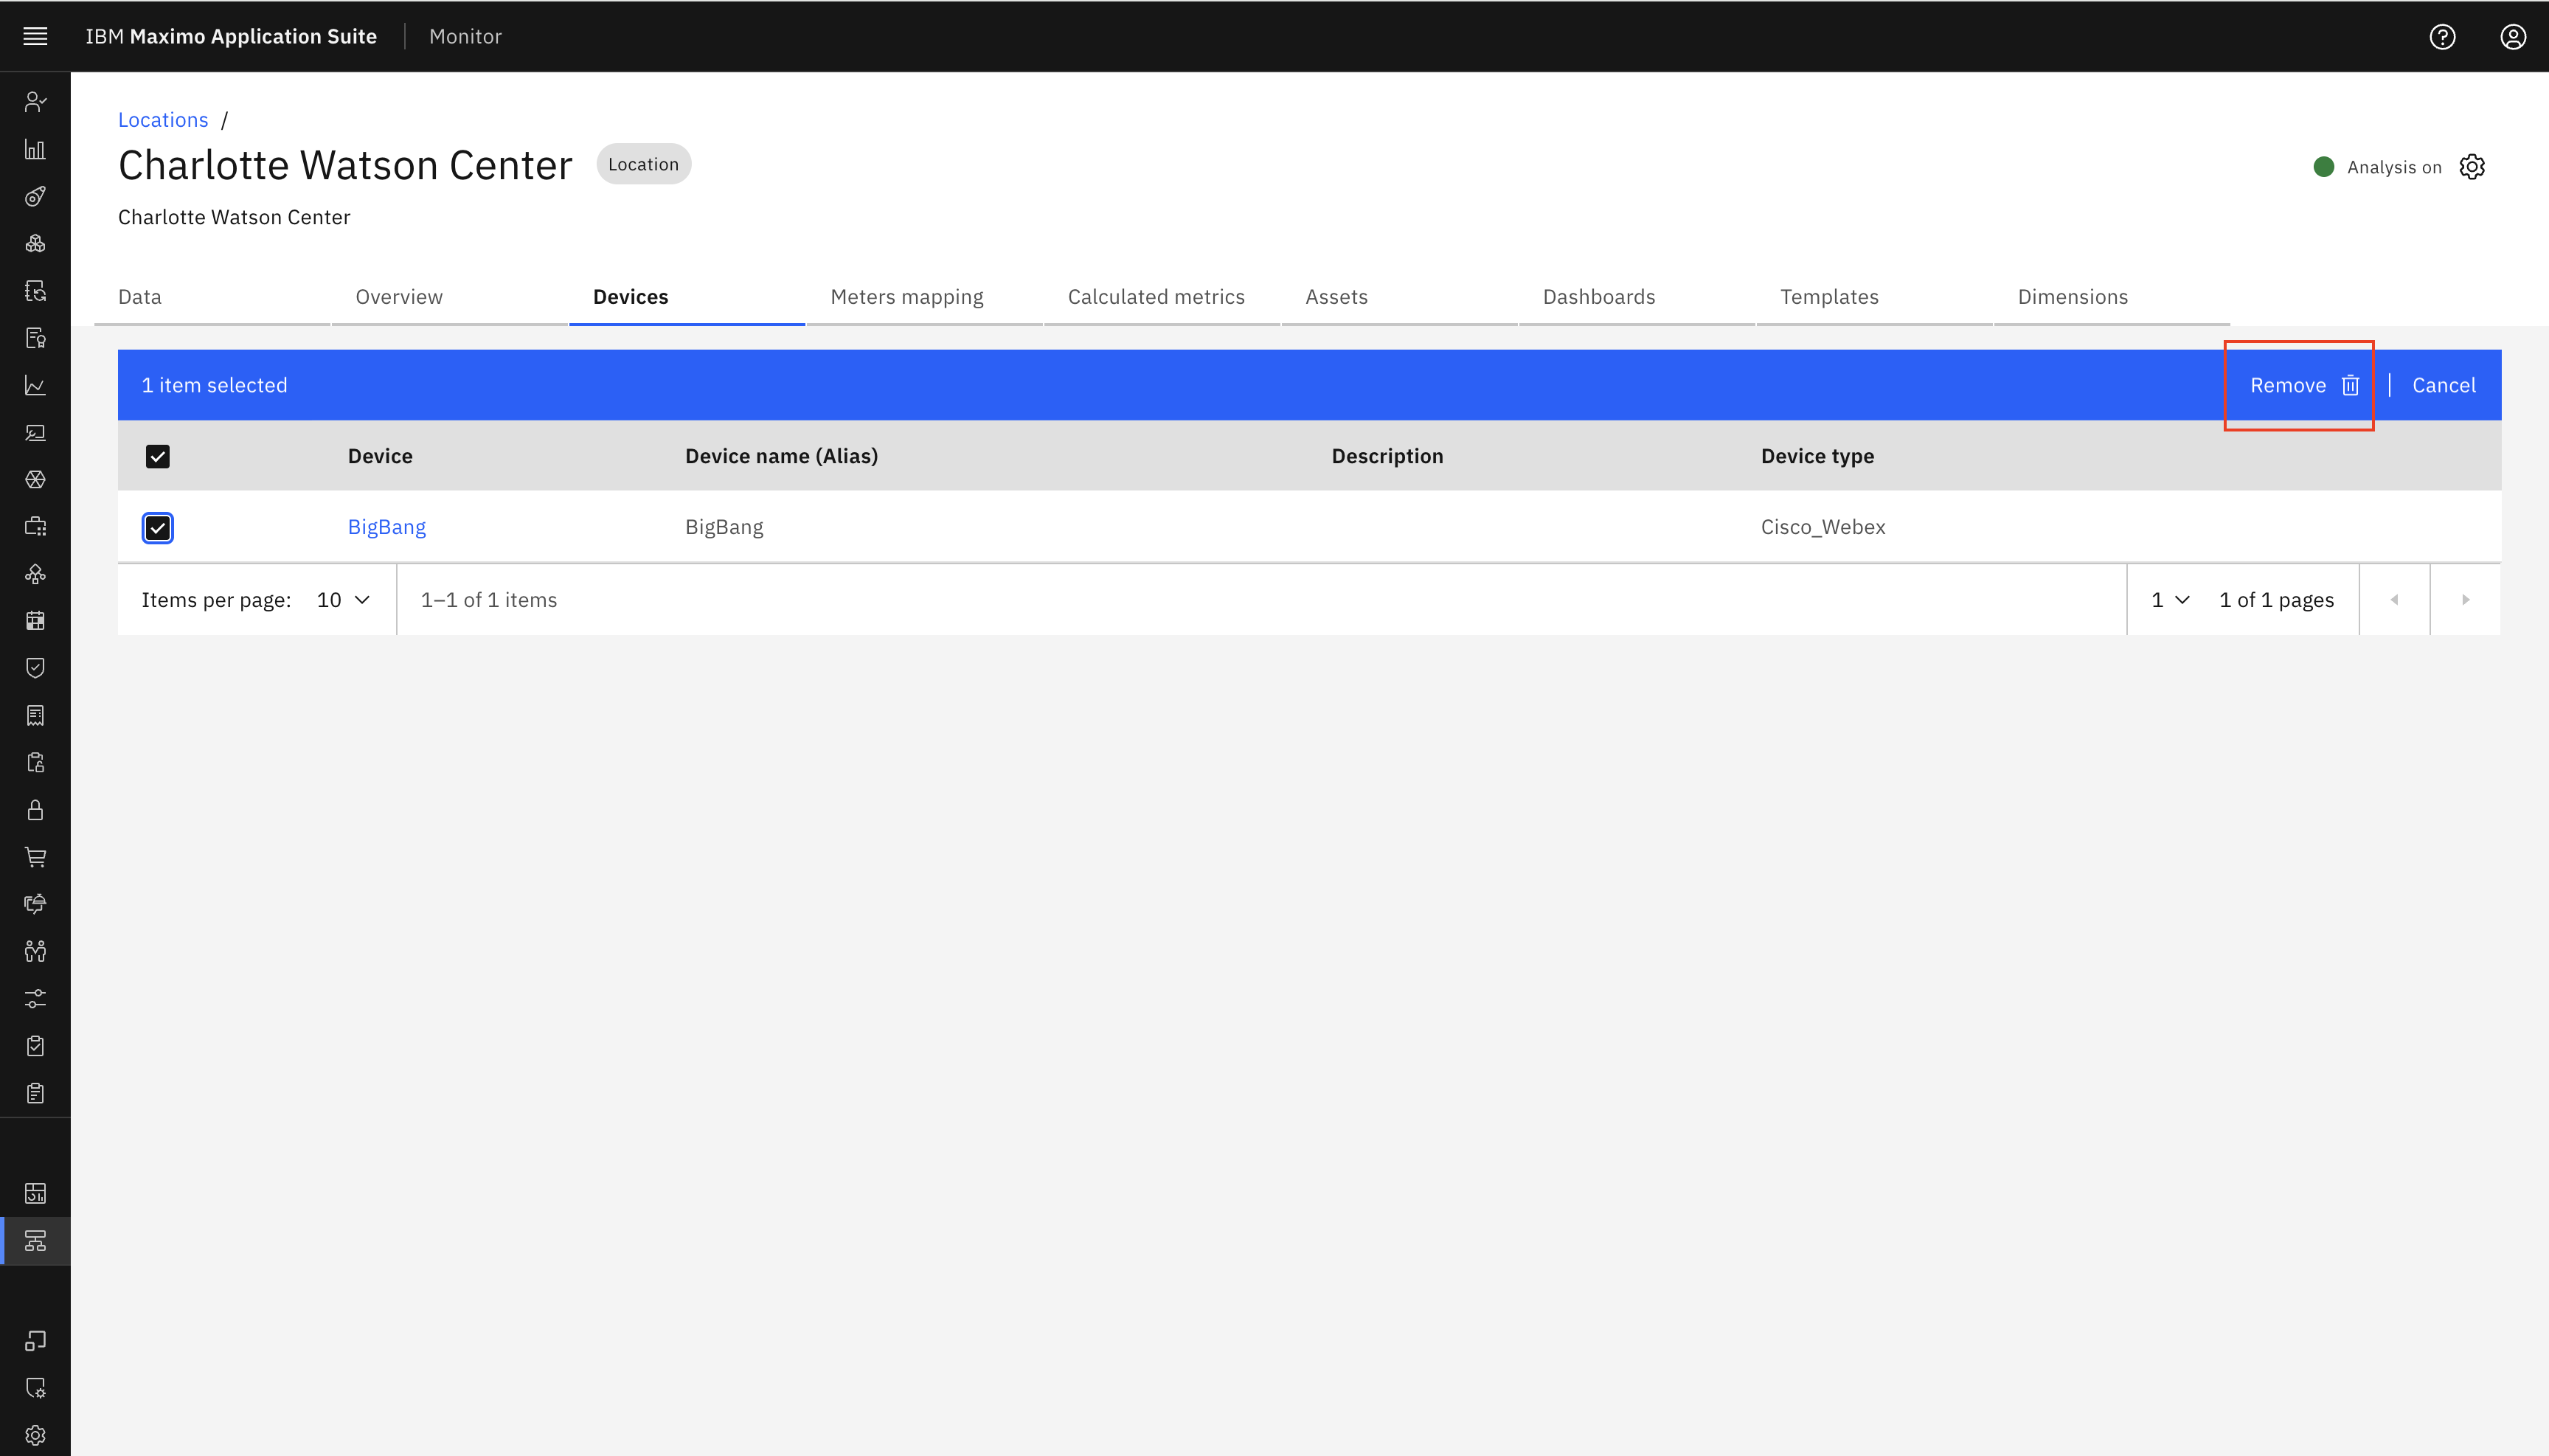 IBM Maximo Application Suite Monitor
Locations /
Charlotte Watson Center Location
Analysis on
Charlotte Watson Center
Data Overview Devices Meters mapping Calculated metrics Assets Dashboards Templates Dimensions
1 item selected Remove | Cancel
Device Device name (Alias) Description Device type
BigBang BigBang Cisco_Webex
Items per page: 10 1–1 of 1 items 1 1 of 1 pages